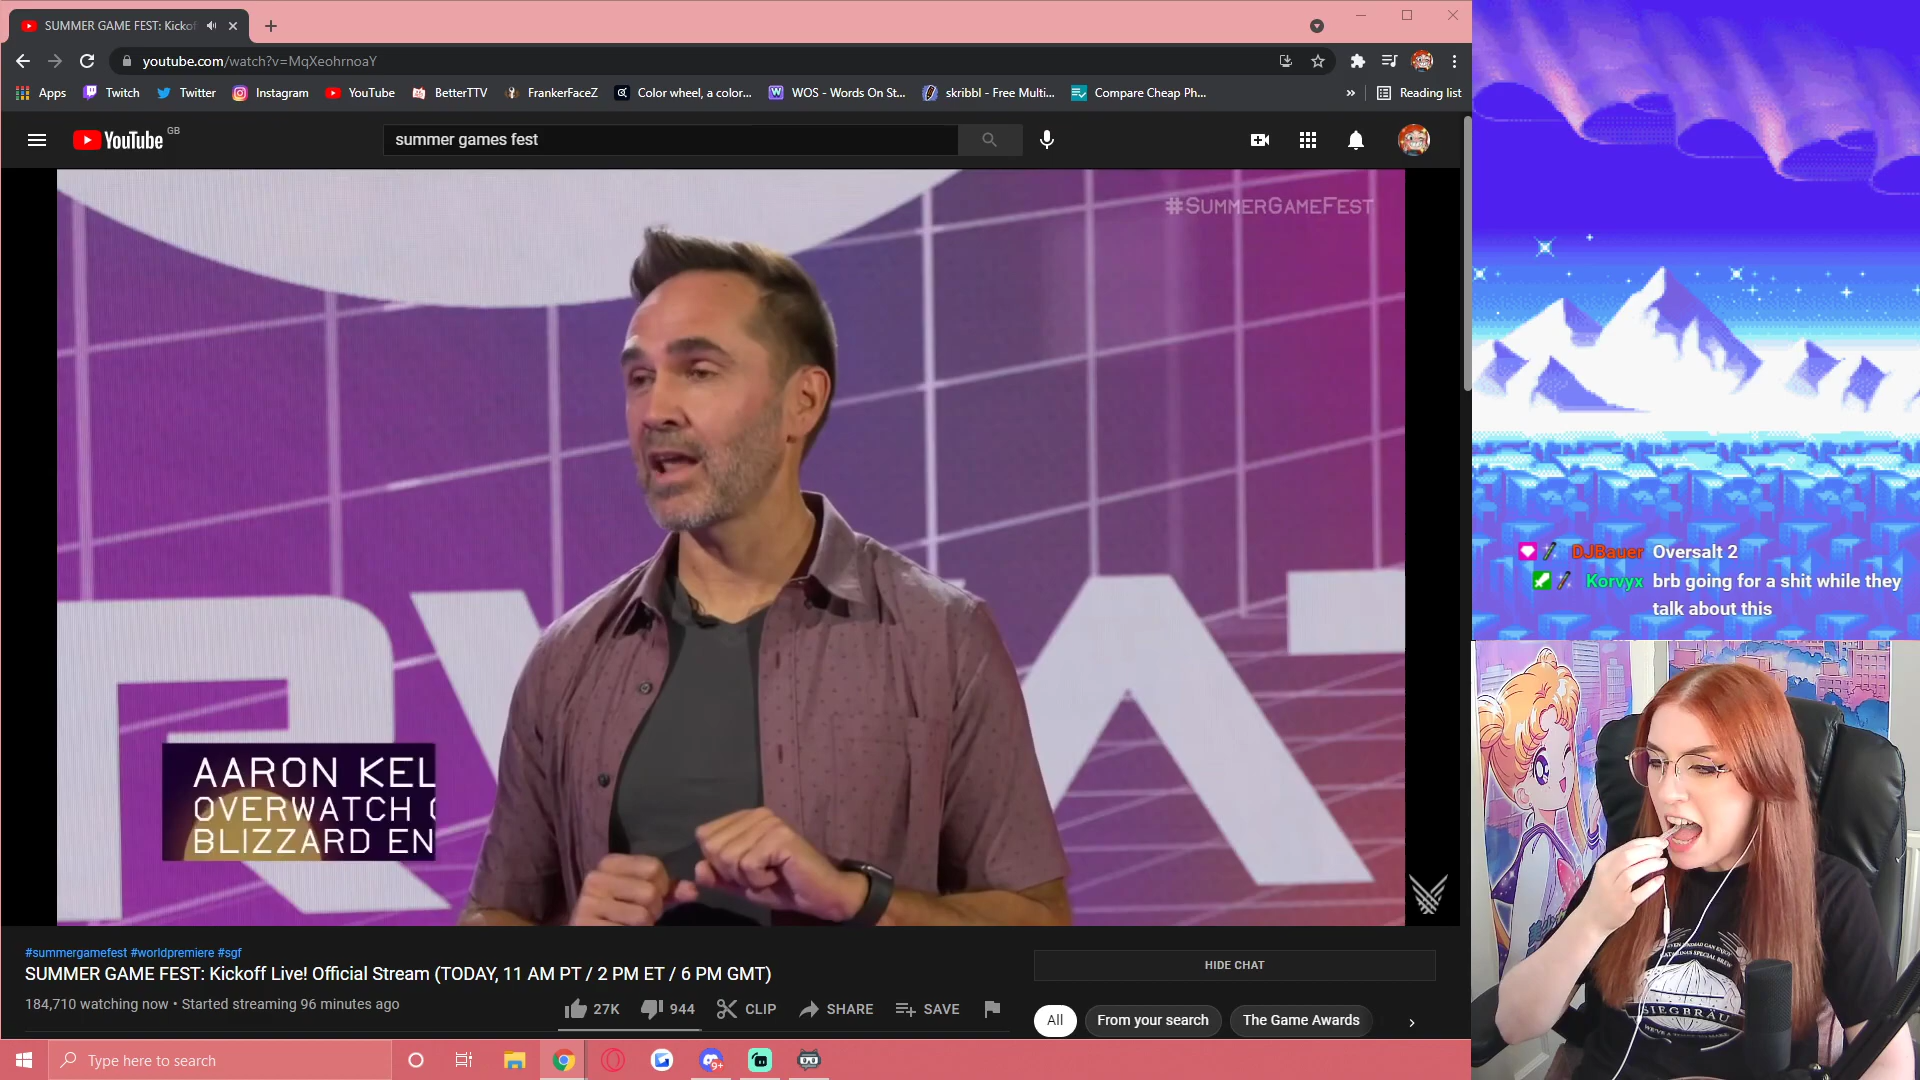 SUMMER GAME FEST: Kicko
youtube.com/watch?v=MqXeohrnoaY
Apps
Twitch
Twitter
Instagram
YouTube
BetterTTV
FrankerFaceZ
Color wheel, a color...
WOS - Words On St...
skribbl - Free Multi...
Compare Cheap Ph...
»
Reading list
YouTube GB
summer games fest
#SUMMERGAMEFEST
RWAT
AARON KEL
OVERWATCH
BLIZZARD EN
DJBauer Oversalt 2
Korvyx brb going for a shit while they
talk about this
SIEGBRÄU
#summergamefest #worldpremiere #sgf
SUMMER GAME FEST: Kickoff Live! Official Stream (TODAY, 11 AM PT / 2 PM ET / 6 PM GMT)
184,710 watching now • Started streaming 96 minutes ago
27K
944
CLIP
SHARE
SAVE
HIDE CHAT
All
From your search
The Game Awards
Type here to search
9+